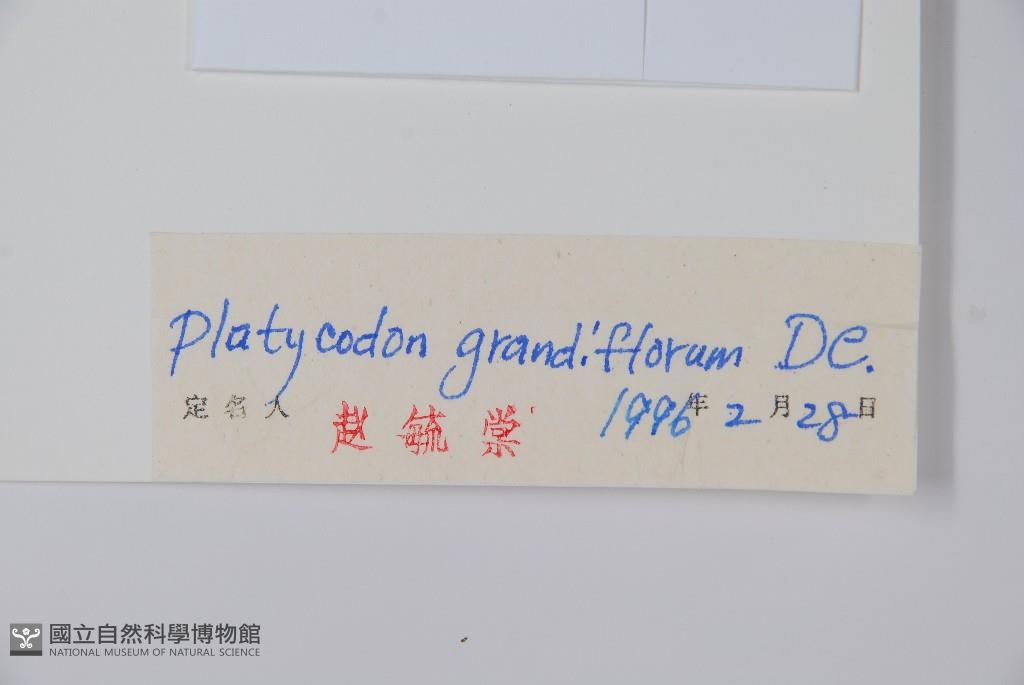 Platycodon grandiflorum DC.
定名人 赵毓棠 1996年2月28日
國立自然科學博物館
NATIONAL MUSEUM OF NATURAL SCIENCE